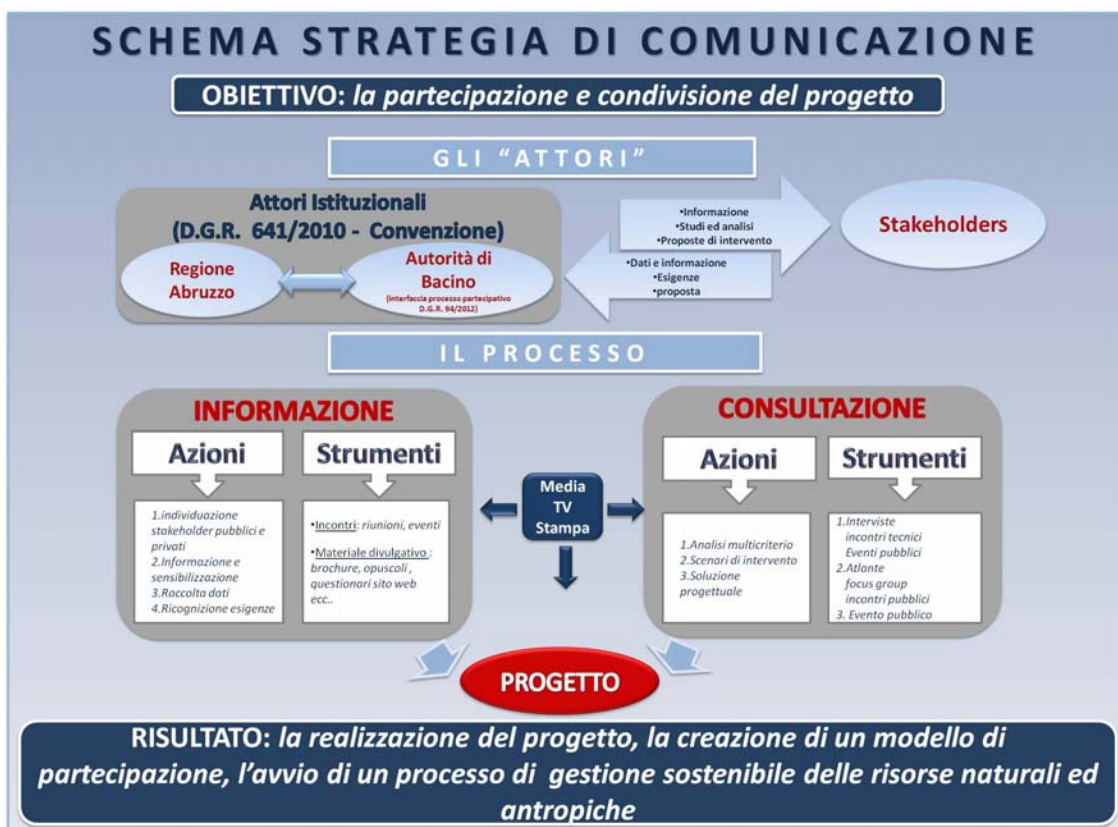 SCHEMA STRATEGIA DI COMUNICAZIONE
OBIETTIVO: la partecipazione e condivisione del progetto
GLI "ATTORI"
Attori Istituzionali
(D.G.R. 641/2010 - Convenzione)
Regione
Abruzzo
Autorità di
Bacino
(interfaccia processo partecipativo
D.G.R. 94/2012)
•Informazione
•Studi ed analisi
•Proposte di intervento
•Dati e informazione
•Esigenze
•proposta
Stakeholders
IL PROCESSO
INFORMAZIONE
Azioni
1.individuazione
stakeholder pubblici e
privati
2.Informazione e
sensibilizzazione
3.Raccolta dati
4.Ricognizione esigenze
Strumenti
•Incontri: riunioni, eventi
•Materiale divulgativo :
brochure, opuscoli ,
questionari sito web
ecc..
Media
TV
Stampa
CONSULTAZIONE
Azioni
1.Analisi multicriterio
2.Scenari di intervento
3.Soluzione
progettuale
Strumenti
1.Interviste
incontri tecnici
Eventi pubblici
2.Atlante
focus group
incontri pubblici
3. Evento pubblico
PROGETTO
RISULTATO: la realizzazione del progetto, la creazione di un modello di
partecipazione, l'avvio di un processo di gestione sostenibile delle risorse naturali ed
antropiche